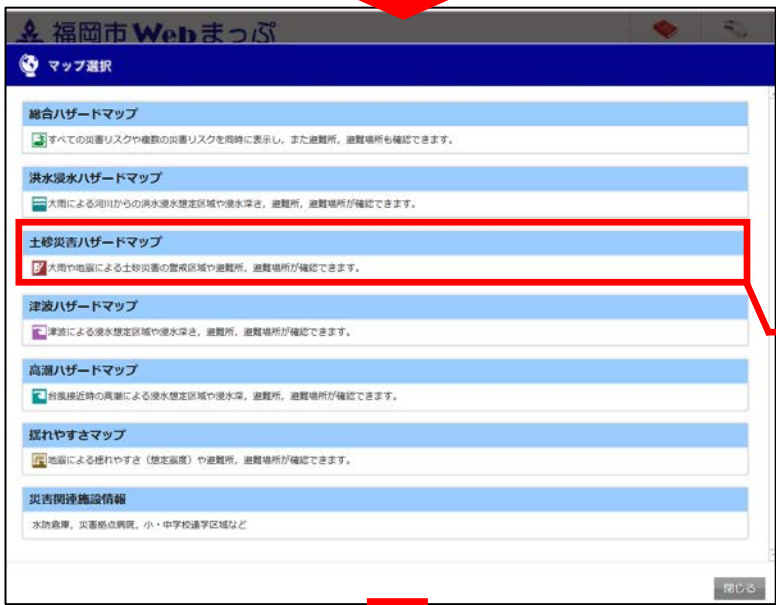 福岡市Webまっぷ
マップ選択
総合ハザードマップ
すべての災害リスクや複数の災害リスクを同時に表示し，また避難所，避難場所も確認できます。
洪水浸水ハザードマップ
大雨による河川からの洪水浸水想定区域や浸水深さ，避難所，避難場所が確認できます。
土砂災害ハザードマップ
大雨や地震による土砂災害の警戒区域や避難所，避難場所が確認できます。
津波ハザードマップ
津波による浸水想定区域や浸水深さ，避難所，避難場所が確認できます。
高潮ハザードマップ
台風接近時の高潮による浸水想定区域や浸水深，避難所，避難場所が確認できます。
揺れやすさマップ
地震による揺れやすさ（想定震度）や避難所，避難場所が確認できます。
災害関連施設情報
水防倉庫，災害拠点病院，小・中学校通学区域など
閉じる